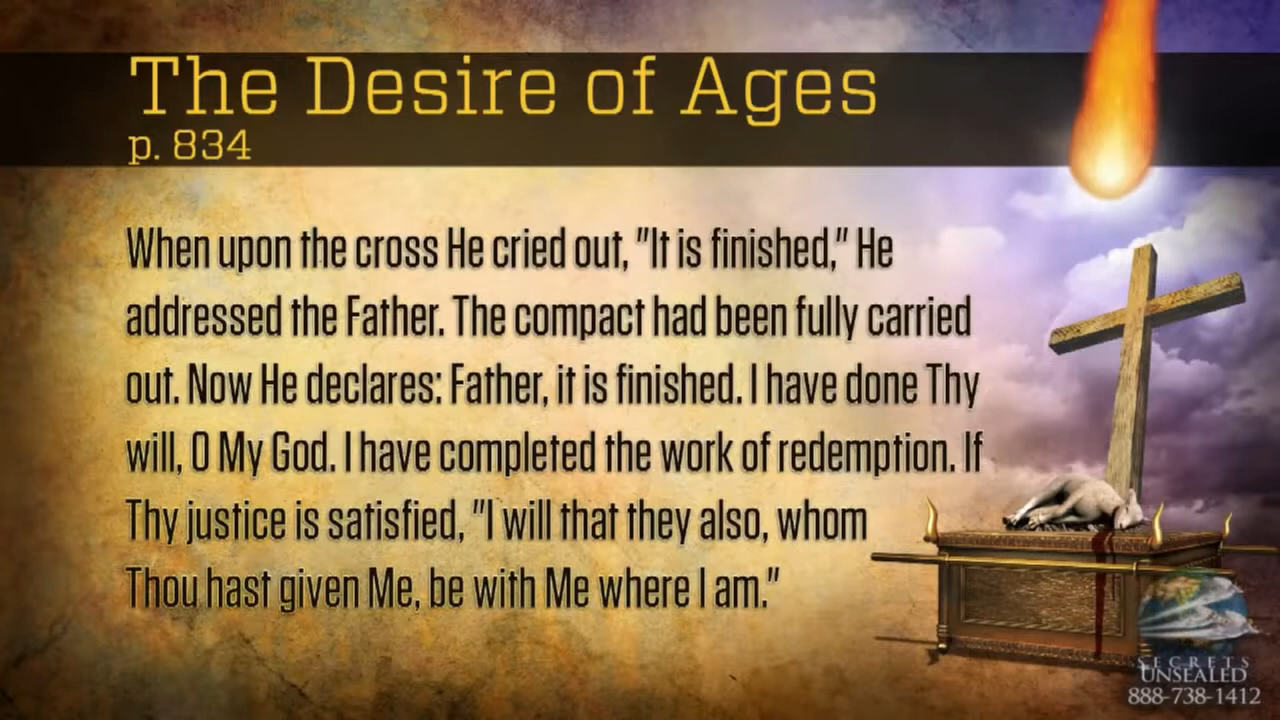 The Desire of Ages
p. 834
When upon the cross He cried out, "It is finished," He
addressed the Father. The compact had been fully carried
out. Now He declares: Father, it is finished. I have done Thy
will, O My God. I have completed the work of redemption. If
Thy justice is satisfied, "I will that they also, whom
Thou hast given Me, be with Me where I am."
SECRETS
UNSEALED
888-738-1412